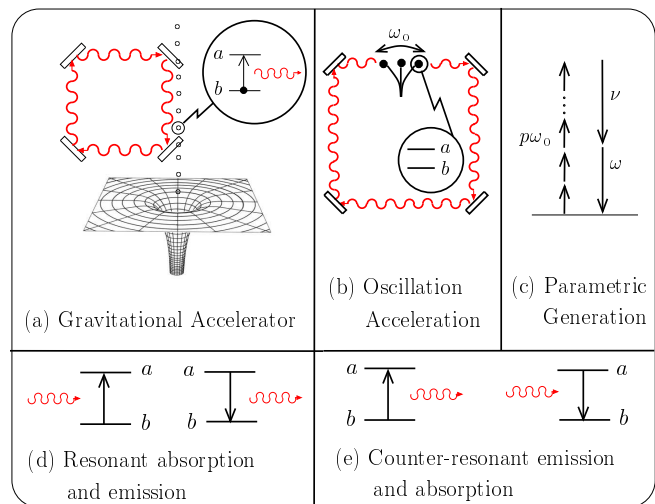 a
b
(a) Gravitational Accelerator
ω₀
a
b
(b) Oscillation
Acceleration
pω₀
ν
ω
(c) Parametric
Generation
a
b
a
b
(d) Resonant absorption
and emission
a
b
a
b
(e) Counter-resonant emission
and absorption